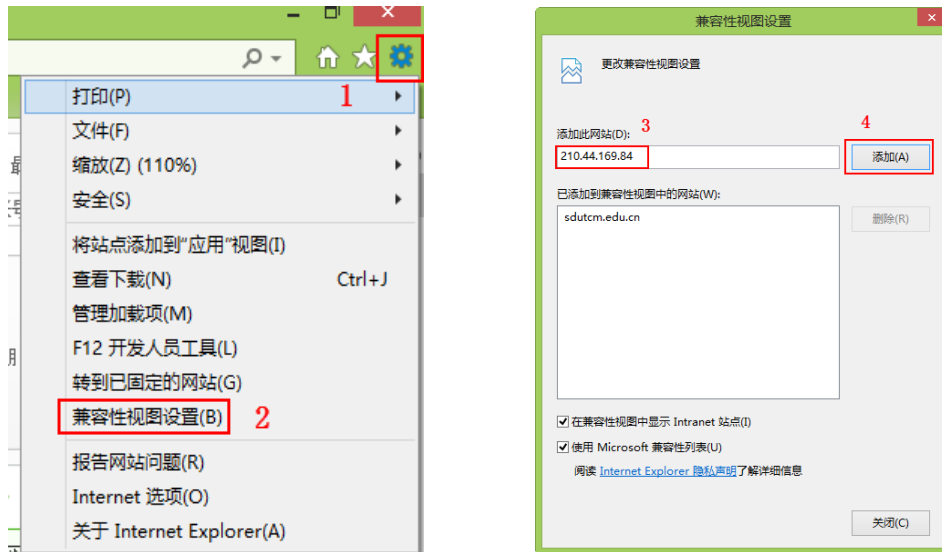 1
打印(P)
文件(F)
缩放(Z) (110%)
安全(S)
将站点添加到"应用"视图(I)
查看下载(N) Ctrl+J
管理加载项(M)
F12 开发人员工具(L)
转到已固定的网站(G)
兼容性视图设置(B) 2
报告网站问题(R)
Internet 选项(O)
关于 Internet Explorer(A)
兼容性视图设置
更改兼容性视图设置
添加此网站(D): 3
4
210.44.169.84
添加(A)
已添加到兼容性视图中的网站(W):
sdutcm.edu.cn
删除(R)
在兼容性视图中显示 Intranet 站点(I)
使用 Microsoft 兼容性列表(U)
阅读 Internet Explorer 隐私声明了解详细信息
关闭(C)